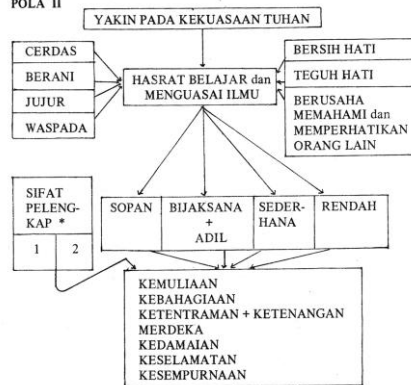 POLA II
YAKIN PADA KEKUASAAN TUHAN
CERDAS
BERANI
JUJUR
WASPADA
HASRAT BELAJAR dan
MENGUASAI ILMU
BERSIH HATI
TEGUH HATI
BERUSAHA
MEMAHAMI dan
MEMPERHATIKAN
ORANG LAIN
SIFAT
PELENG-
KAP *
1 2
SOPAN
BIJAKSANA
+
ADIL
SEDER-
HANA
RENDAH
KEMULIAAN
KEBAHAGIAAN
KETENTRAMAN + KETENANGAN
MERDEKA
KEDAMAIAN
KESELAMATAN
KESEMPURNAAN